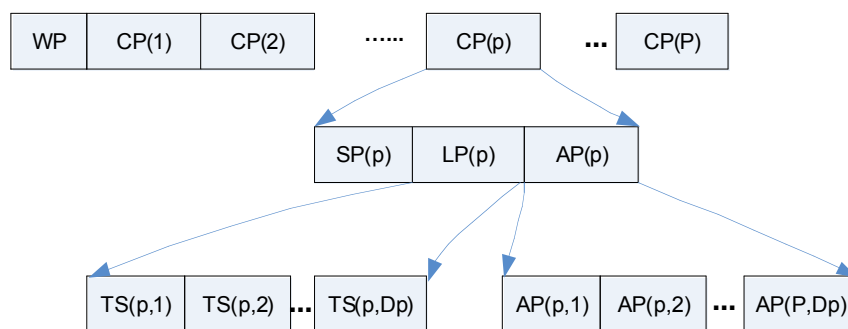 WP CP(1) CP(2) ...... CP(p) ... CP(P)
SP(p) LP(p) AP(p)
TS(p,1) TS(p,2) ... TS(p,Dp) AP(p,1) AP(p,2) ... AP(P,Dp)